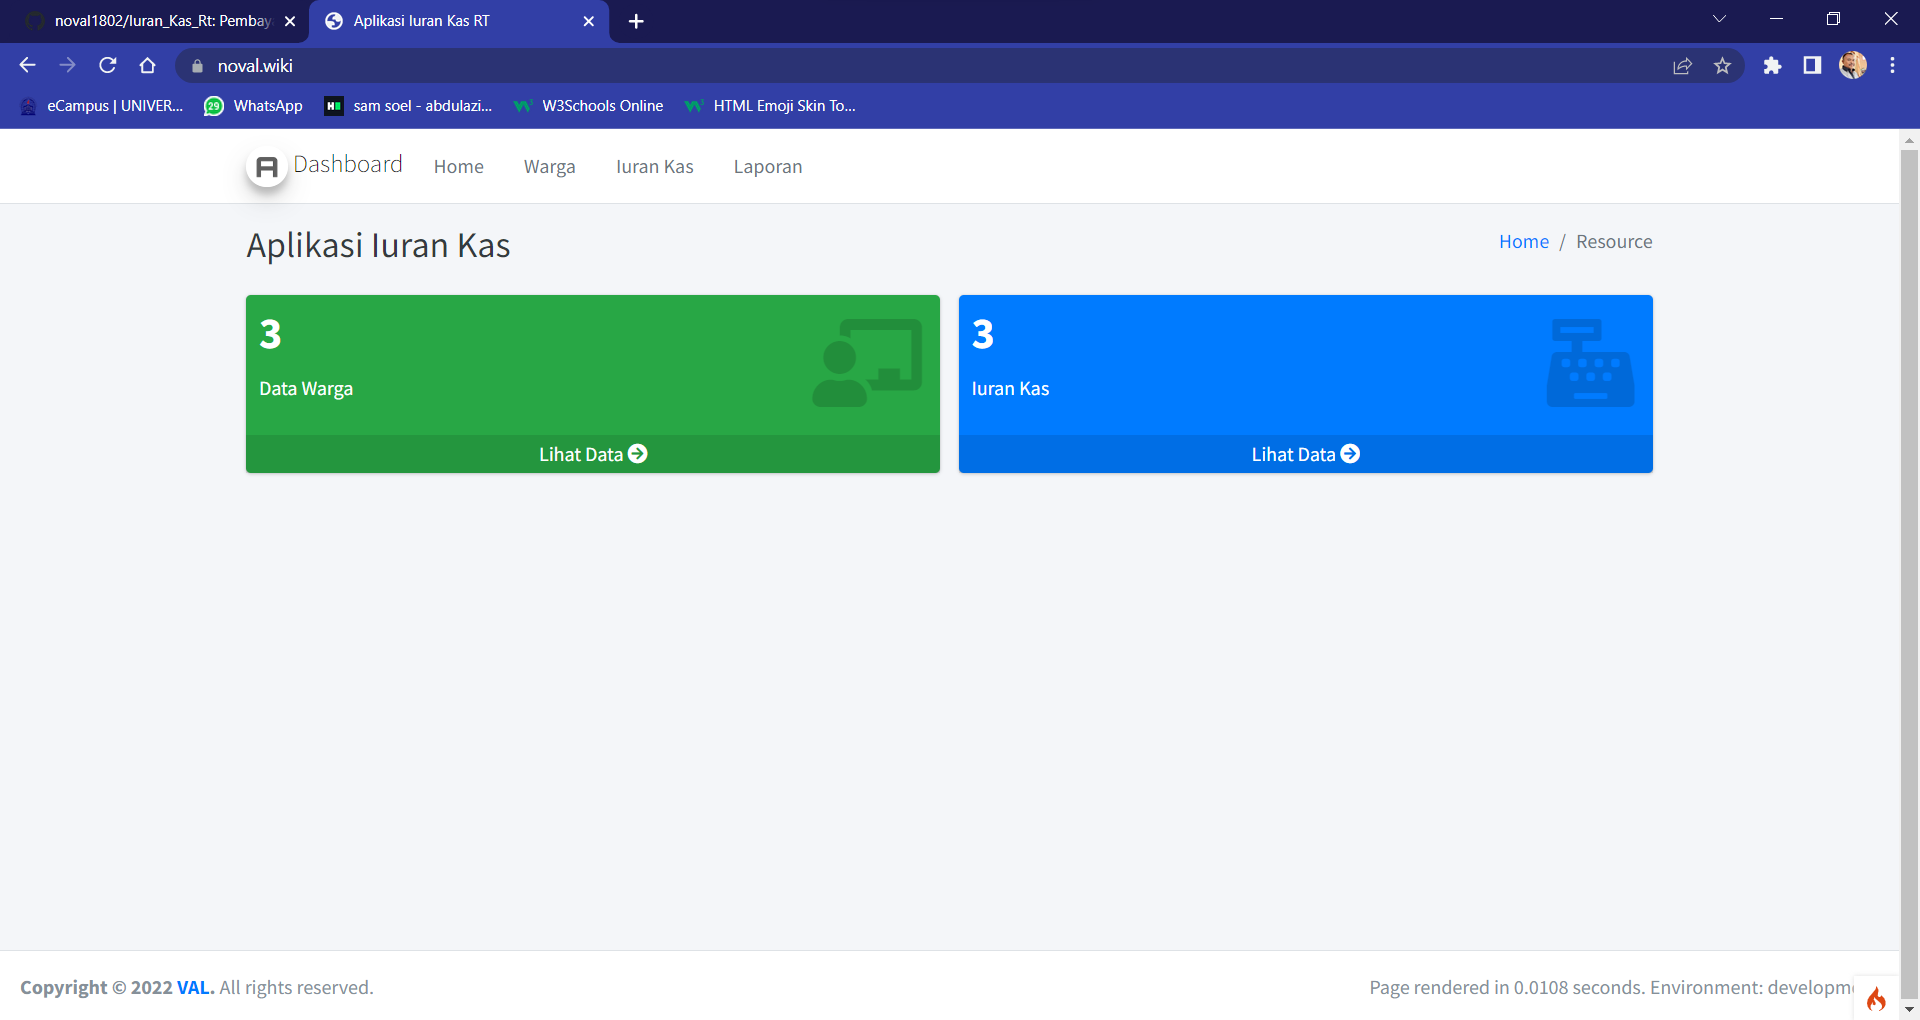 noval1802/Iuran_Kas_Rt: Pembay
Aplikasi Iuran Kas RT
noval.wiki
eCampus | UNIVER...
29
WhatsApp
sam soel - abdulazi...
W3Schools Online
HTML Emoji Skin To...
Dashboard
Home
Warga
Iuran Kas
Laporan
Aplikasi Iuran Kas
Home / Resource
3
Data Warga
Lihat Data
3
Iuran Kas
Lihat Data
Copyright © 2022 VAL. All rights reserved.
Page rendered in 0.0108 seconds. Environment: developm